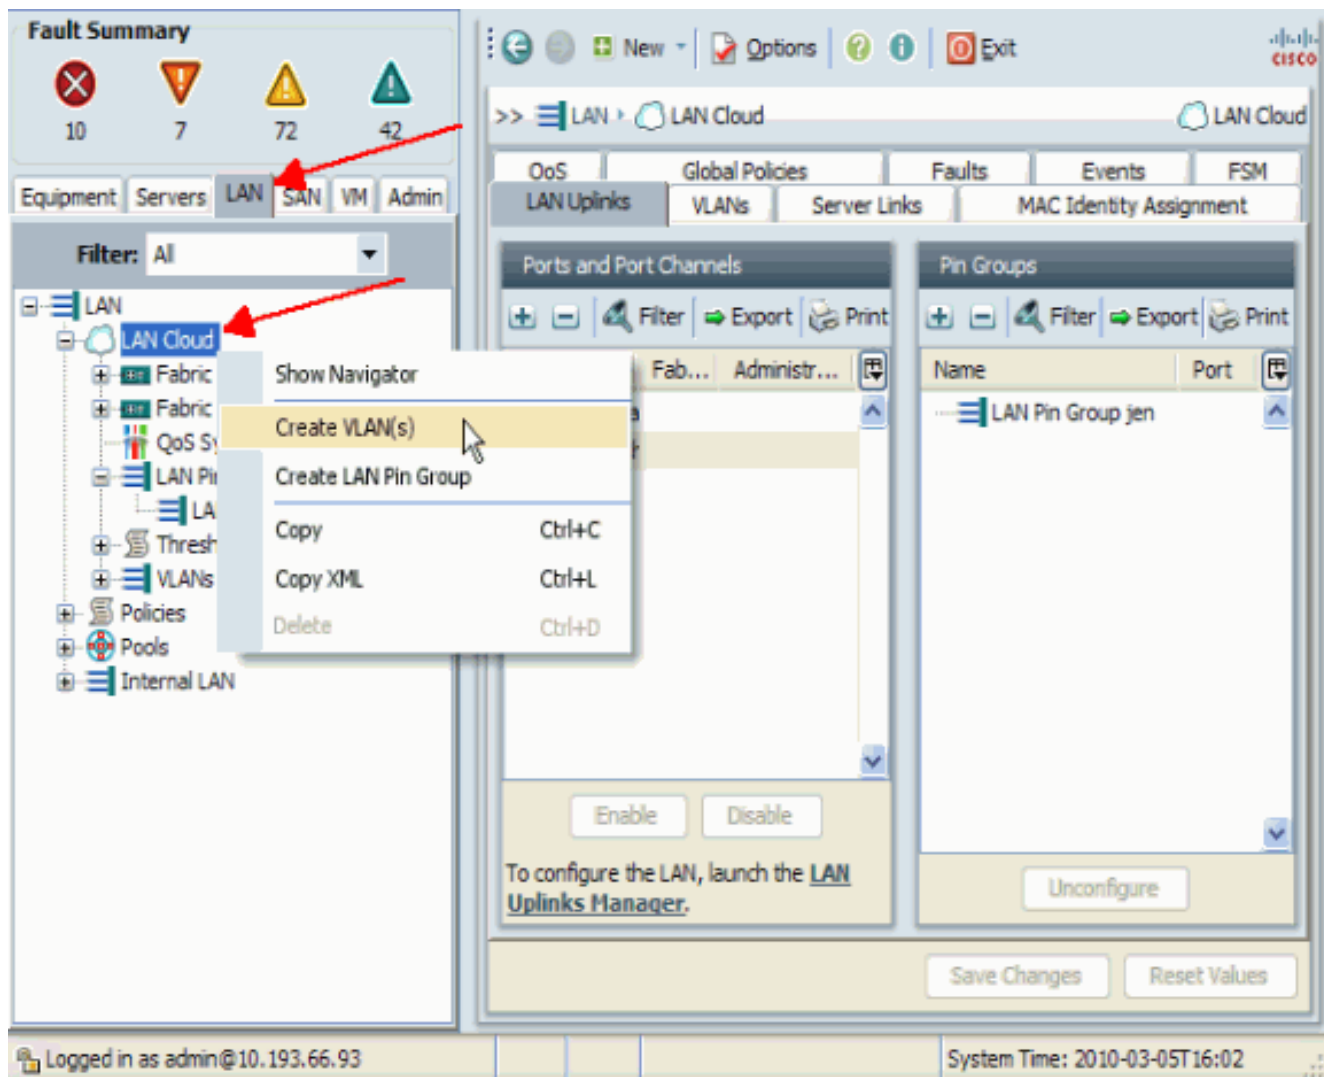 Fault Summary
10 7 72 42
Equipment Servers LAN SAN VM Admin
Filter: All
LAN
LAN Cloud
Fabric
Fabric
QoS Sy
LAN Pi
LA
Thresh
VLANs
Policies
Pools
Internal LAN
Show Navigator
Create VLAN(s)
Create LAN Pin Group
Copy Ctrl+C
Copy XML Ctrl+L
Delete Ctrl+D
New Options ? i Exit
CISCO
>> LAN LAN Cloud LAN Cloud
QoS Global Policies Faults Events FSM
LAN Uplinks VLANs Server Links MAC Identity Assignment
Ports and Port Channels
Filter Export Print
Fab... Administr...
a
Enable Disable
To configure the LAN, launch the LAN
Uplinks Manager.
Pin Groups
Filter Export Print
Name Port
LAN Pin Group jen
Unconfigure
Save Changes Reset Values
Logged in as admin@10.193.66.93
System Time: 2010-03-05T16:02